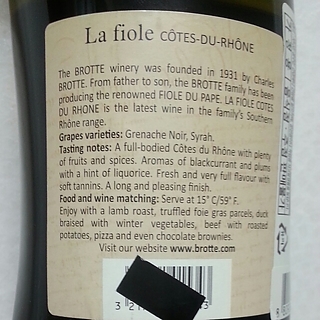 La fiole CÔTES-DU-RHÔNE
The BROTTE winery was founded in 1931 by Charles
BROTTE. From father to son, the BROTTE family has been
producing the renowned FIOLE DU PAPE. LA FIOLE COTES
DU RHONE is the latest wine in the family's Southern
Rhône range.
Grapes varieties: Grenache Noir, Syrah.
Tasting notes: A full-bodied Côtes du Rhône with plenty
of fruits and spices. Aromas of blackcurrant and plums
with a hint of liquorice. Fresh and very full flavour with
soft tannins. A long and pleasing finish.
Food and wine matching: Serve at 15° C/59° F.
Enjoy with a lamb roast, truffled foie gras parcels, duck
braised with winter vegetables, beef with roasted
potatoes, pizza and even chocolate brownies.
Visit our website www.brotte.com